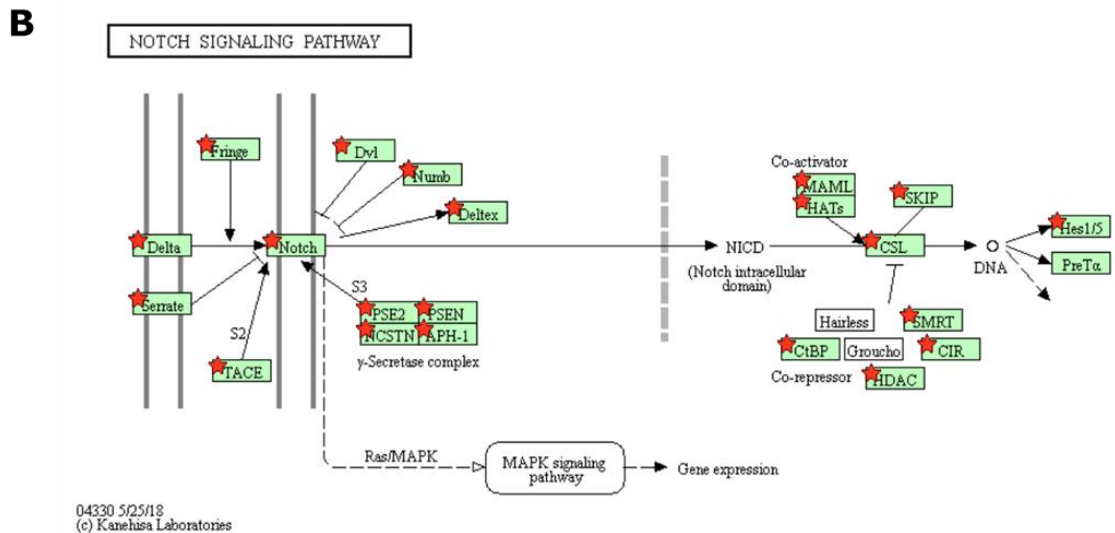 B
NOTCH SIGNALING PATHWAY
Fringe
Dvl
Numb
Deltex
Delta
Notch
Serrate
S2
TACE
S3
PSE2
PSEN
NCSTN
APH-1
γ-Secretase complex
NICD
(Notch intracellular
domain)
Co-activator
MAML
HATs
SKIP
CSL
DNA
Hes1/5
PreTα
Hairless
SMRT
CtBP
Groucho
CIR
Co-repressor
HDAC
Ras/MAPK
MAPK signaling
pathway
Gene expression
04330 5/25/18
(c) Kanehisa Laboratories